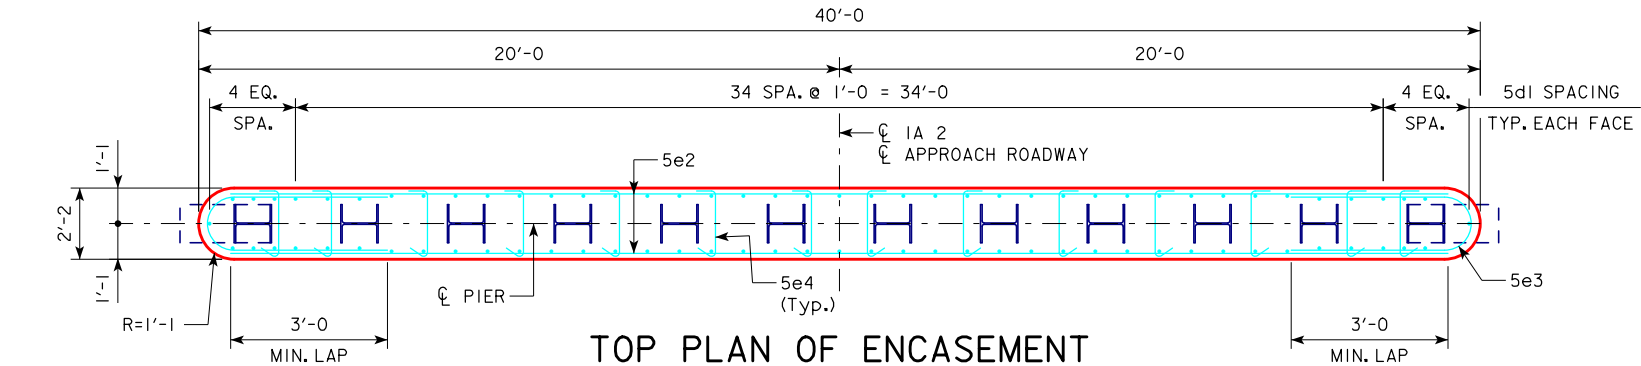 40'-0
20'-0 20'-0
4 EQ. SPA.
34 SPA. @ 1'-0 = 34'-0
4 EQ. SPA.
5d1 SPACING
TYP. EACH FACE
℄ IA 2
℄ APPROACH ROADWAY
5e2
1'-1
2'-2
1'-1
℄ PIER
5e4
(Typ.)
5e3
R=1'-1
3'-0
MIN. LAP
3'-0
MIN. LAP
TOP PLAN OF ENCASEMENT